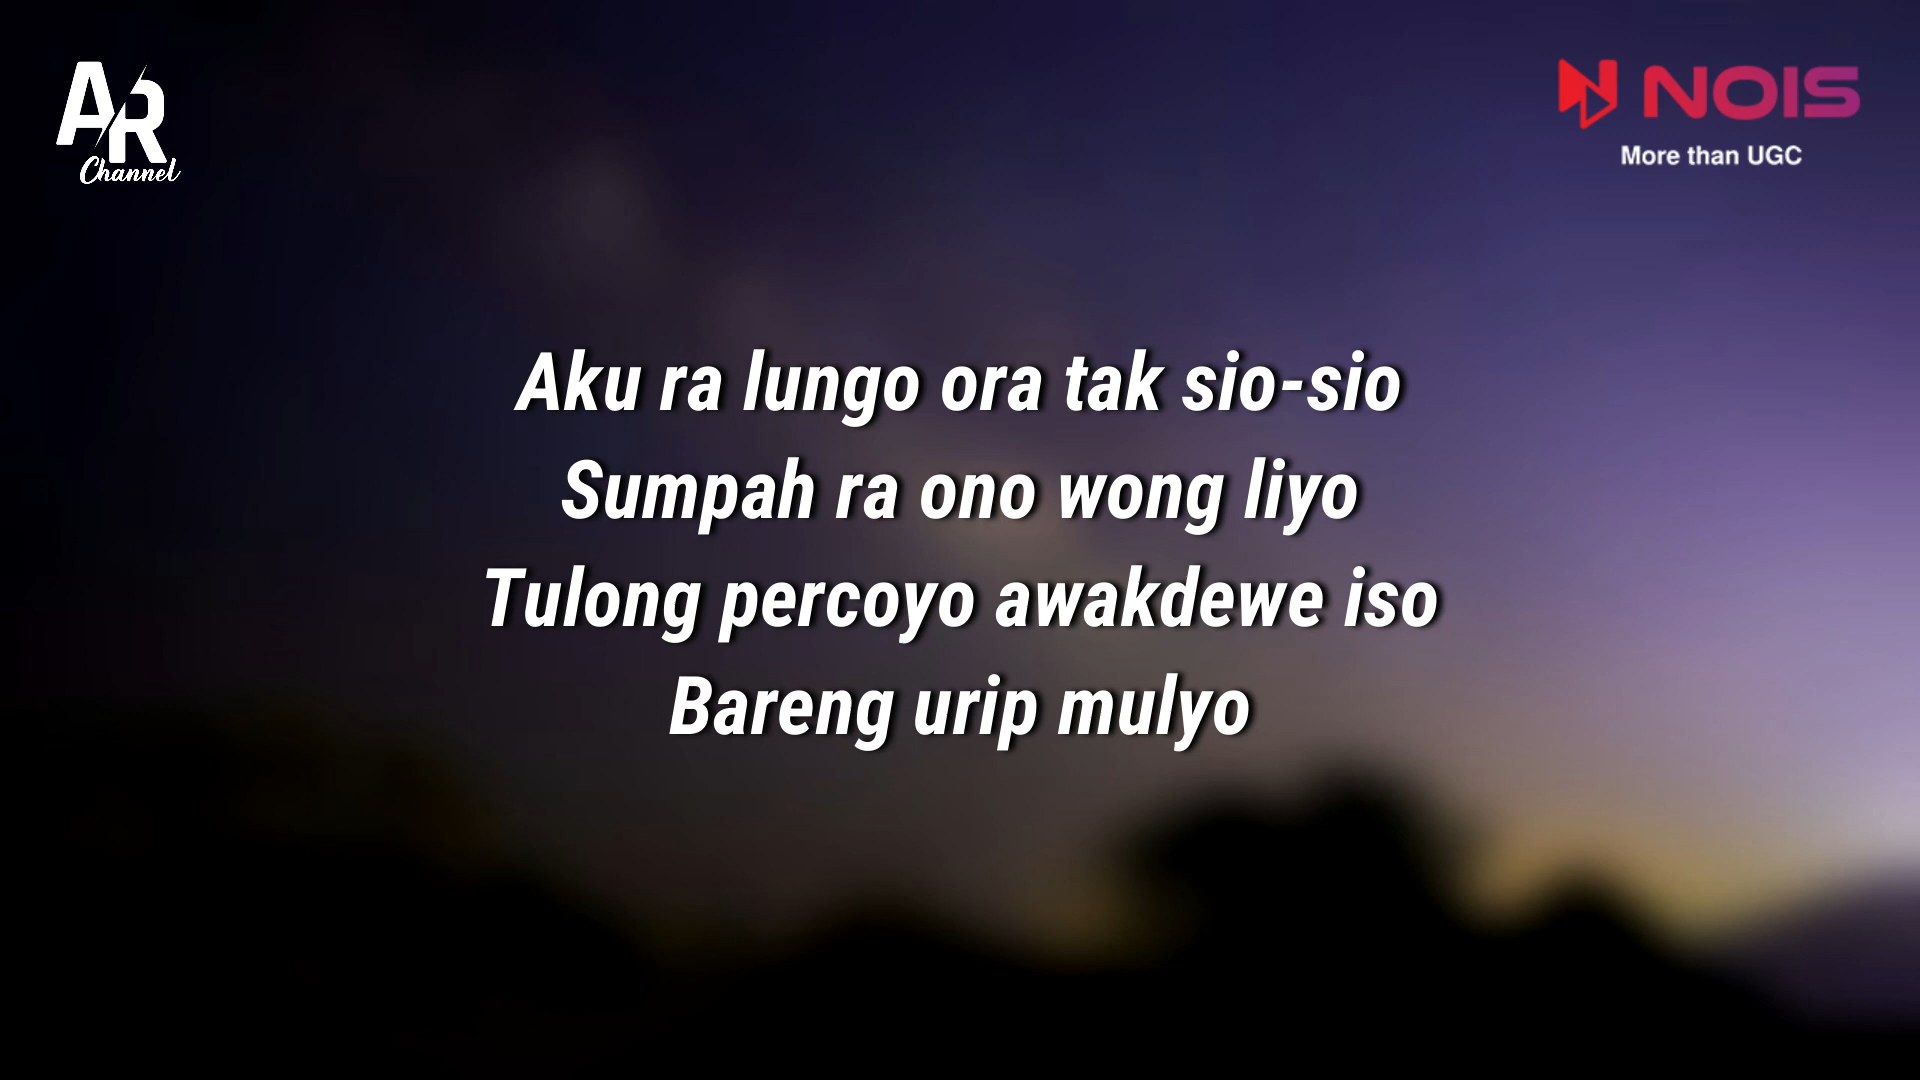 AR
Channel
NOIS
More than UGC
Aku ra lungo ora tak sio-sio
Sumpah ra ono wong liyo
Tulong percoyo awakdewe iso
Bareng urip mulyo